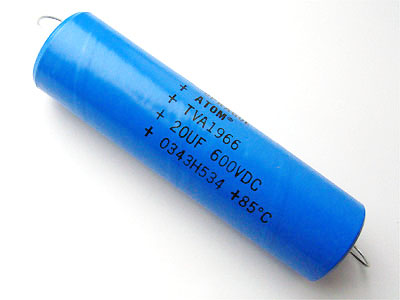 + ATOM®
+ TVA1966
+ 20UF 600VDC
+ 0343H534 +85°C